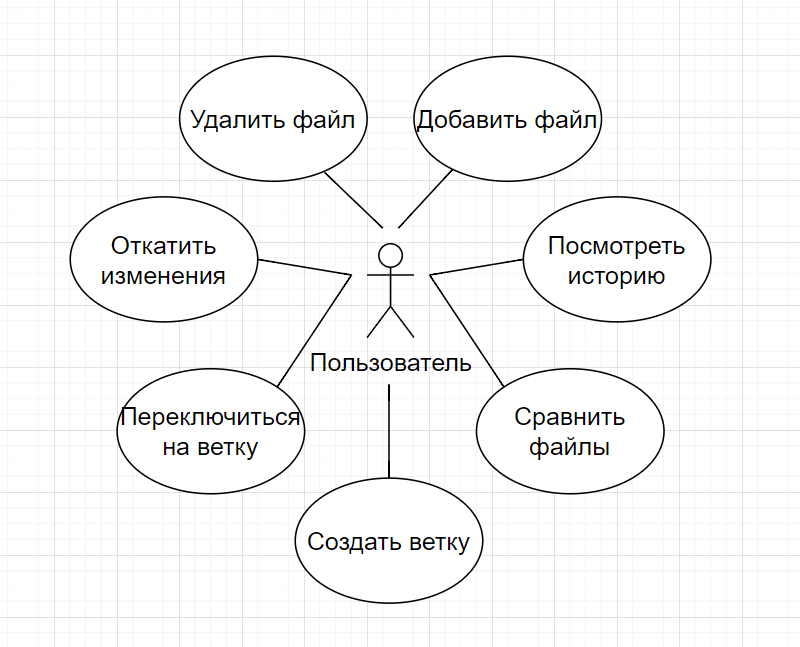 Удалить файл
Добавить файл
Откатить
изменения
Посмотреть
историю
Пользователь
Переключиться
на ветку
Сравнить
файлы
Создать ветку